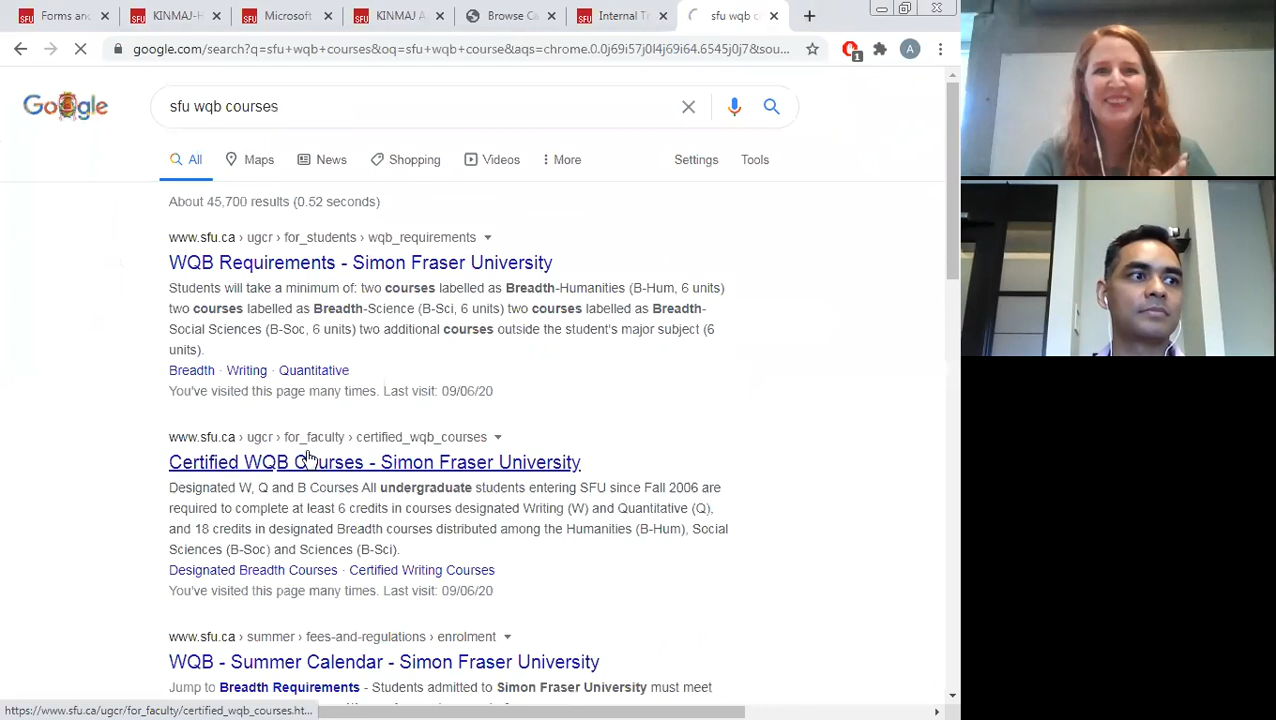 SFU Forms and
SFU KINMAJ-H
SFU Microsoft
SFU KINMAJ A
Browse Ca
SFU Internal Tr
sfu wqb c
google.com/search?q=sfu+wqb+courses&oq=sfu+wqb+course&aqs=chrome.0.0j69i57j0l4j69i64.6545j0j7&sou...
1
A
Google
sfu wqb courses
All
Maps
News
Shopping
Videos
More
Settings
Tools
About 45,700 results (0.52 seconds)
www.sfu.ca › ugcr › for_students › wqb_requirements
WQB Requirements - Simon Fraser University
Students will take a minimum of: two courses labelled as Breadth-Humanities (B-Hum, 6 units)
two courses labelled as Breadth-Science (B-Sci, 6 units) two courses labelled as Breadth-
Social Sciences (B-Soc, 6 units) two additional courses outside the student's major subject (6
units).
Breadth · Writing · Quantitative
You've visited this page many times. Last visit: 09/06/20
www.sfu.ca › ugcr › for_faculty › certified_wqb_courses
Certified WQB Courses - Simon Fraser University
Designated W, Q and B Courses All undergraduate students entering SFU since Fall 2006 are
required to complete at least 6 credits in courses designated Writing (W) and Quantitative (Q),
and 18 credits in designated Breadth courses distributed among the Humanities (B-Hum), Social
Sciences (B-Soc) and Sciences (B-Sci).
Designated Breadth Courses · Certified Writing Courses
You've visited this page many times. Last visit: 09/06/20
www.sfu.ca › summer › fees-and-regulations › enrolment
WQB - Summer Calendar - Simon Fraser University
Jump to Breadth Requirements - Students admitted to Simon Fraser University must meet
https://www.sfu.ca/ugcr/for_faculty/certified_wqb_courses.ht...